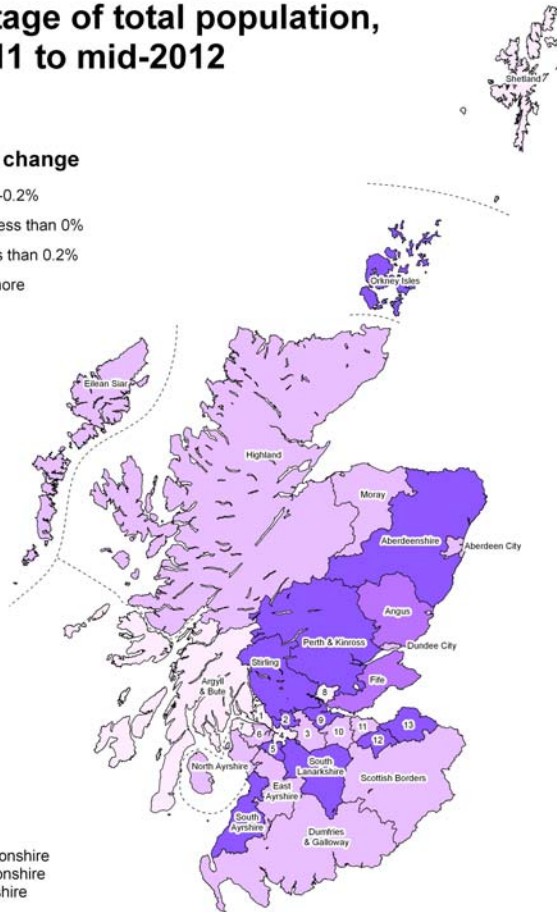 tage of total population,
11 to mid-2012
change
-0.2%
ess than 0%
s than 0.2%
ore
Shetland
Orkney Isles
Eilean Siar
Highland
Moray
Aberdeenshire
Aberdeen City
Angus
Perth & Kinross
Dundee City
Stirling
Fife
Argyll
& Bute
8
1
2
9
13
7
6
4
3
10
11
12
5
North Ayrshire
South
Lanarkshire
Scottish Borders
East
Ayrshire
South
Ayrshire
Dumfries
& Galloway
onshire
onshire
hire